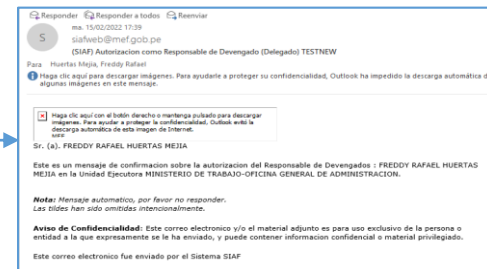 Responder Responder a todos Reenviar
ma. 15/02/2022 17:39
S
siafweb@mef.gob.pe
(SIAF) Autorizacion como Responsable de Devengado (Delegado) TESTNEW
Para Huertas Mejia, Freddy Rafael
Haga clic aquí para descargar imágenes. Para ayudarle a proteger su confidencialidad, Outlook ha impedido la descarga automática d
algunas imágenes en este mensaje.
Haga clic aquí con el botón derecho o mantenga pulsado para descargar
imágenes. Para ayudar a proteger la confidencialidad, Outlook evitó la
descarga automática de esta imagen de Internet.
Sr. (a). FREDDY RAFAEL HUERTAS MEJIA
Este es un mensaje de confirmacion sobre la autorizacion del Responsable de Devengados : FREDDY RAFAEL HUERTAS
MEJIA en la Unidad Ejecutora MINISTERIO DE TRABAJO-OFICINA GENERAL DE ADMINISTRACION.
Nota: Mensaje automatico, por favor no responder.
Las tildes han sido omitidas intencionalmente.
Aviso de Confidencialidad: Este correo electronico y/o el material adjunto es para uso exclusivo de la persona o
entidad a la que expresamente se le ha enviado, y puede contener informacion confidencial o material privilegiado.
Este correo electronico fue enviado por el Sistema SIAF